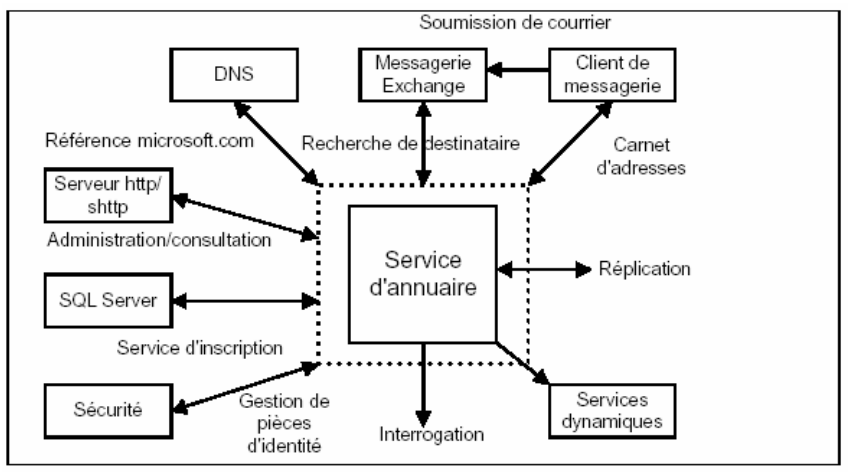 Soumission de courrier
DNS
Messagerie
Exchange
Client de
messagerie
Référence microsoft.com
Recherche de destinataire
Carnet
d'adresses
Serveur http/
shttp
Administration/consultation
Service
d'annuaire
Réplication
SQL Server
Service d'inscription
Sécurité
Gestion de
pièces
d'identité
Interrogation
Services
dynamiques